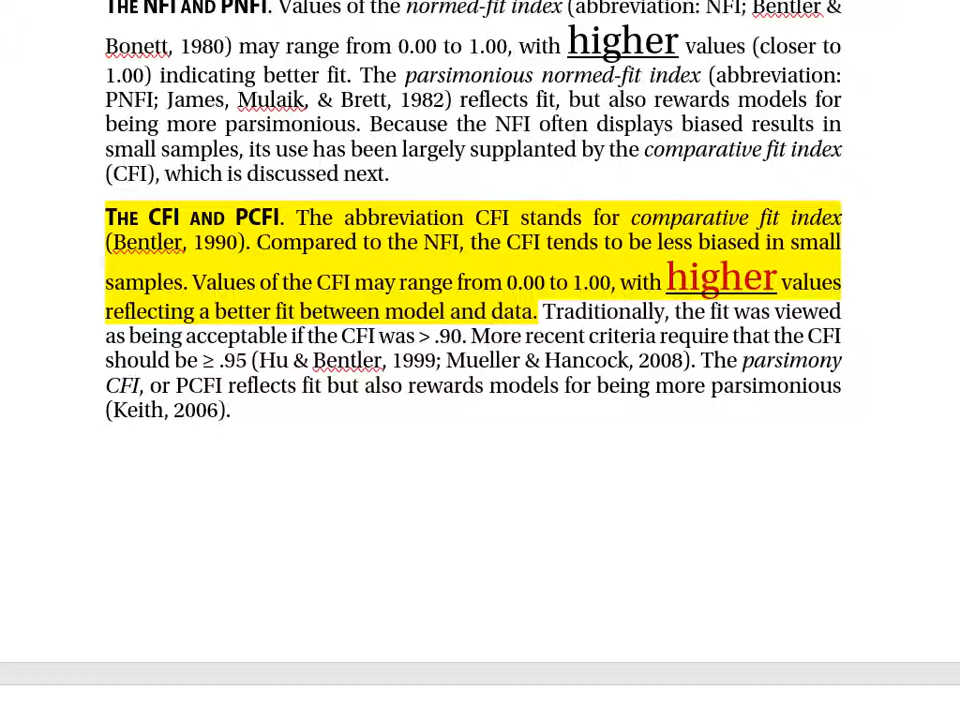 THE NFI AND PNFI. Values of the normed-fit index (abbreviation: NFI; Bentler &
Bonett, 1980) may range from 0.00 to 1.00, with higher values (closer to
1.00) indicating better fit. The parsimonious normed-fit index (abbreviation:
PNFI; James, Mulaik, & Brett, 1982) reflects fit, but also rewards models for
being more parsimonious. Because the NFI often displays biased results in
small samples, its use has been largely supplanted by the comparative fit index
(CFI), which is discussed next.
THE CFI AND PCFI. The abbreviation CFI stands for comparative fit index
(Bentler, 1990). Compared to the NFI, the CFI tends to be less biased in small
samples. Values of the CFI may range from 0.00 to 1.00, with higher values
reflecting a better fit between model and data. Traditionally, the fit was viewed
as being acceptable if the CFI was > .90. More recent criteria require that the CFI
should be ≥ .95 (Hu & Bentler, 1999; Mueller & Hancock, 2008). The parsimony
CFI, or PCFI reflects fit but also rewards models for being more parsimonious
(Keith, 2006).